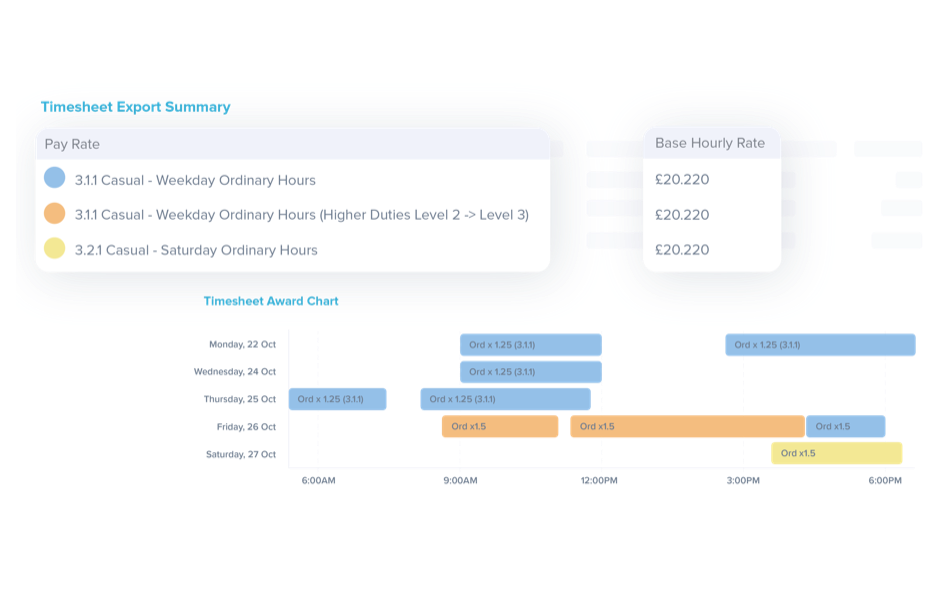 Timesheet Export Summary
Pay Rate
Base Hourly Rate
3.1.1 Casual - Weekday Ordinary Hours
£20.220
3.1.1 Casual - Weekday Ordinary Hours (Higher Duties Level 2 -> Level 3)
£20.220
3.2.1 Casual - Saturday Ordinary Hours
£20.220
Timesheet Award Chart
Monday, 22 Oct
Ord x 1.25 (3.1.1)
Ord x 1.25 (3.1.1)
Wednesday, 24 Oct
Ord x 1.25 (3.1.1)
Thursday, 25 Oct
Ord x 1.25 (3.1.1)
Ord x 1.25 (3.1.1)
Friday, 26 Oct
Ord x1.5
Ord x1.5
Ord x1.5
Saturday, 27 Oct
Ord x1.5
6:00AM
9:00AM
12:00PM
3:00PM
6:00PM